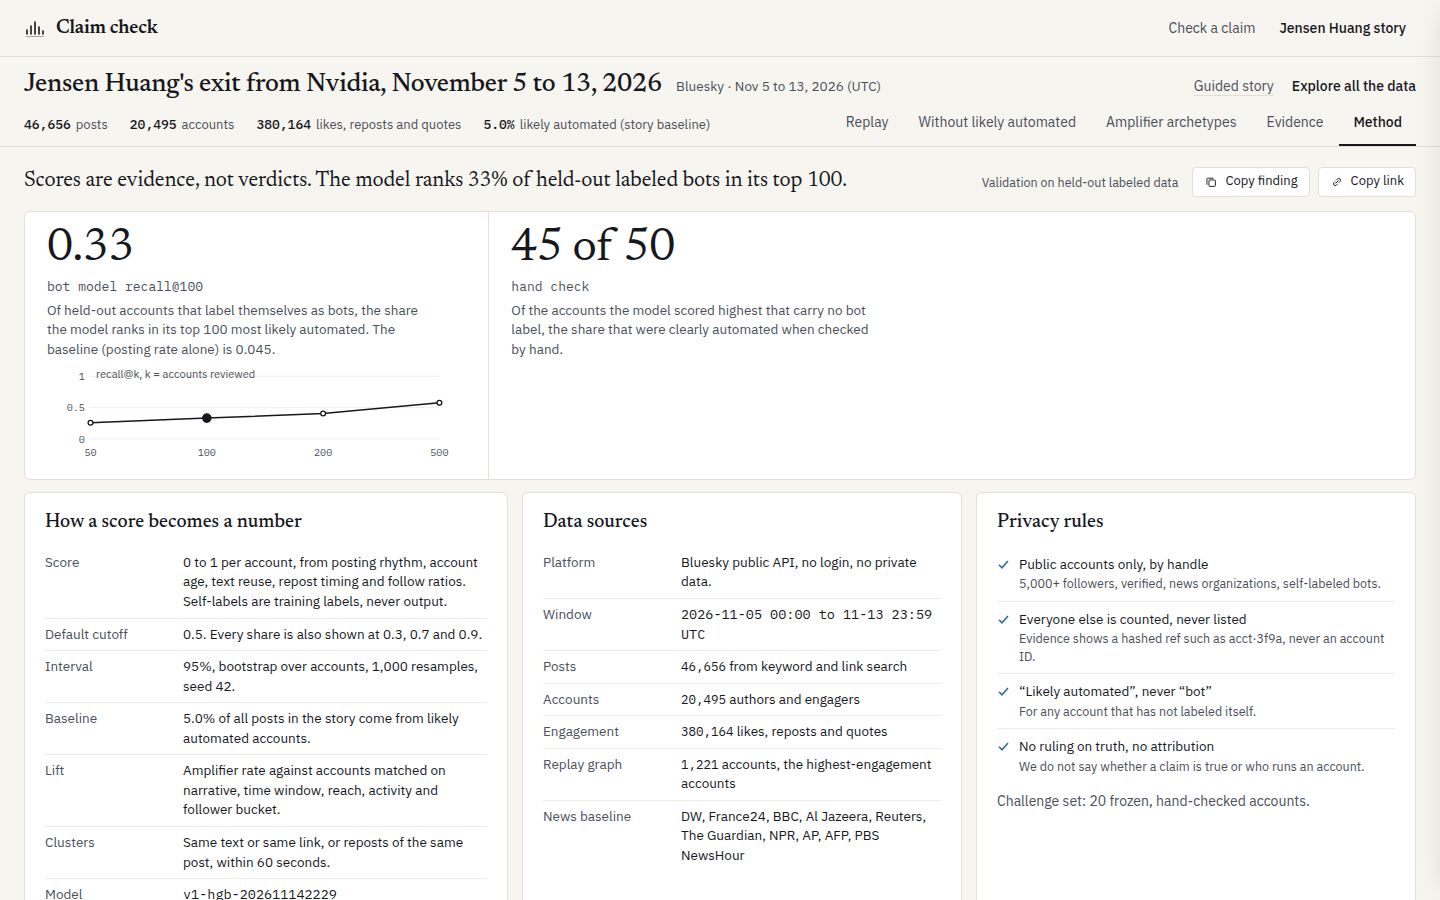 Claim check
Check a claim
Jensen Huang story
Jensen Huang's exit from Nvidia, November 5 to 13, 2026
Bluesky · Nov 5 to 13, 2026 (UTC)
Guided story
Explore all the data
46,656 posts
20,495 accounts
380,164 likes, reposts and quotes
5.0% likely automated (story baseline)
Replay
Without likely automated
Amplifier archetypes
Evidence
Method
Scores are evidence, not verdicts. The model ranks 33% of held-out labeled bots in its top 100.
Validation on held-out labeled data
Copy finding
Copy link
0.33
bot model recall@100
Of held-out accounts that label themselves as bots, the share
the model ranks in its top 100 most likely automated. The
baseline (posting rate alone) is 0.045.
1
recall@k, k = accounts reviewed
0.5
0
50
100
200
500
45 of 50
hand check
Of the accounts the model scored highest that carry no bot
label, the share that were clearly automated when checked
by hand.
How a score becomes a number
Score
0 to 1 per account, from posting rhythm, account
age, text reuse, repost timing and follow ratios.
Self-labels are training labels, never output.
Default cutoff
0.5. Every share is also shown at 0.3, 0.7 and 0.9.
Interval
95%, bootstrap over accounts, 1,000 resamples,
seed 42.
Baseline
5.0% of all posts in the story come from likely
automated accounts.
Lift
Amplifier rate against accounts matched on
narrative, time window, reach, activity and
follower bucket.
Clusters
Same text or same link, or reposts of the same
post, within 60 seconds.
Model
v1-hgb-202611142229
Data sources
Platform
Bluesky public API, no login, no private
data.
Window
2026-11-05 00:00 to 11-13 23:59
UTC
Posts
46,656 from keyword and link search
Accounts
20,495 authors and engagers
Engagement
380,164 likes, reposts and quotes
Replay graph
1,221 accounts, the highest-engagement
accounts
News baseline
DW, France24, BBC, Al Jazeera, Reuters,
The Guardian, NPR, AP, AFP, PBS
NewsHour
Privacy rules
Public accounts only, by handle
5,000+ followers, verified, news organizations, self-labeled bots.
Everyone else is counted, never listed
Evidence shows a hashed ref such as acct·3f9a, never an account
ID.
“Likely automated”, never “bot”
For any account that has not labeled itself.
No ruling on truth, no attribution
We do not say whether a claim is true or who runs an account.
Challenge set: 20 frozen, hand-checked accounts.